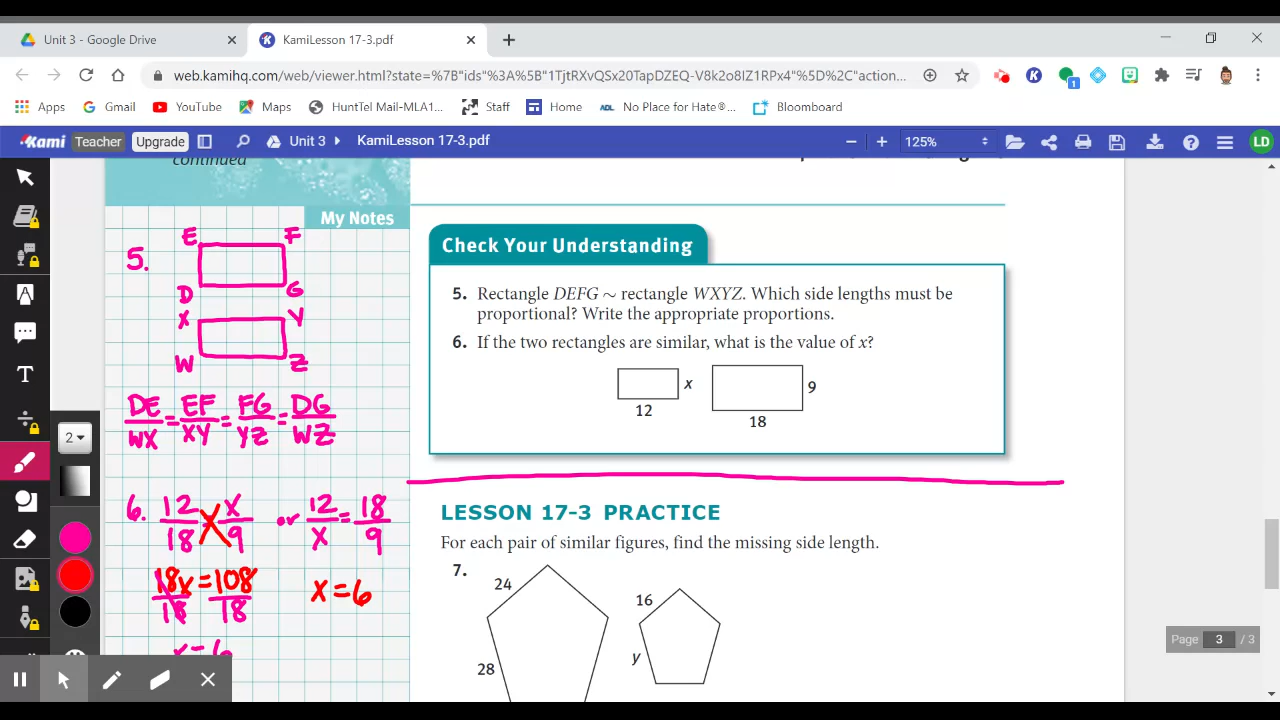 Unit 3 - Google Drive
KamiLesson 17-3.pdf
web.kamihq.com/web/viewer.html?state=%7B"ids"%3A%5B"1TjtRXvQSx20TapDZEQ-V8k2o8IZ1RPx4"%5D%2C"action...
Apps
Gmail
YouTube
Maps
HuntTel Mail-MLA1...
Staff
Home
ADL No Place for Hate®...
Bloomboard
1
Kami Teacher Upgrade
Unit 3
KamiLesson 17-3.pdf
125%
LD
continued
My Notes
5.
E F
D G
X Y
W Z
DE/WX = EF/XY = FG/YZ = DG/WZ
6. 12/18 = x/9 or 12/x = 18/9
18x/18 = 108/18 x = 6
x = 6
Check Your Understanding
5. Rectangle DEFG ~ rectangle WXYZ. Which side lengths must be
proportional? Write the appropriate proportions.
6. If the two rectangles are similar, what is the value of x?
x 9
12 18
LESSON 17-3 PRACTICE
For each pair of similar figures, find the missing side length.
7.
24 16
28 y
T
2
Page 3 / 3